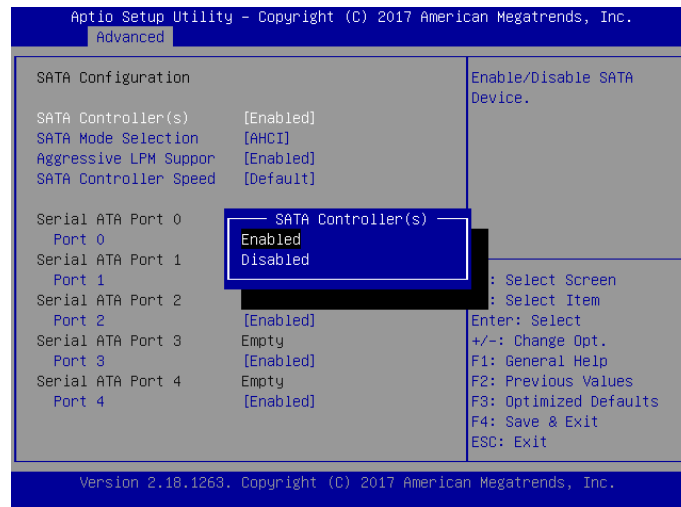 Aptio Setup Utility – Copyright (C) 2017 American Megatrends, Inc.
Advanced
SATA Configuration
Enable/Disable SATA
Device.
SATA Controller(s) [Enabled]
SATA Mode Selection [AHCI]
Aggressive LPM Suppor [Enabled]
SATA Controller Speed [Default]
Serial ATA Port 0
SATA Controller(s)
Port 0
Enabled
Serial ATA Port 1
Disabled
Port 1
: Select Screen
Serial ATA Port 2
: Select Item
Port 2 [Enabled]
Enter: Select
Serial ATA Port 3 Empty
+/-: Change Opt.
Port 3 [Enabled]
F1: General Help
Serial ATA Port 4 Empty
F2: Previous Values
Port 4 [Enabled]
F3: Optimized Defaults
F4: Save & Exit
ESC: Exit
Version 2.18.1263. Copyright (C) 2017 American Megatrends, Inc.